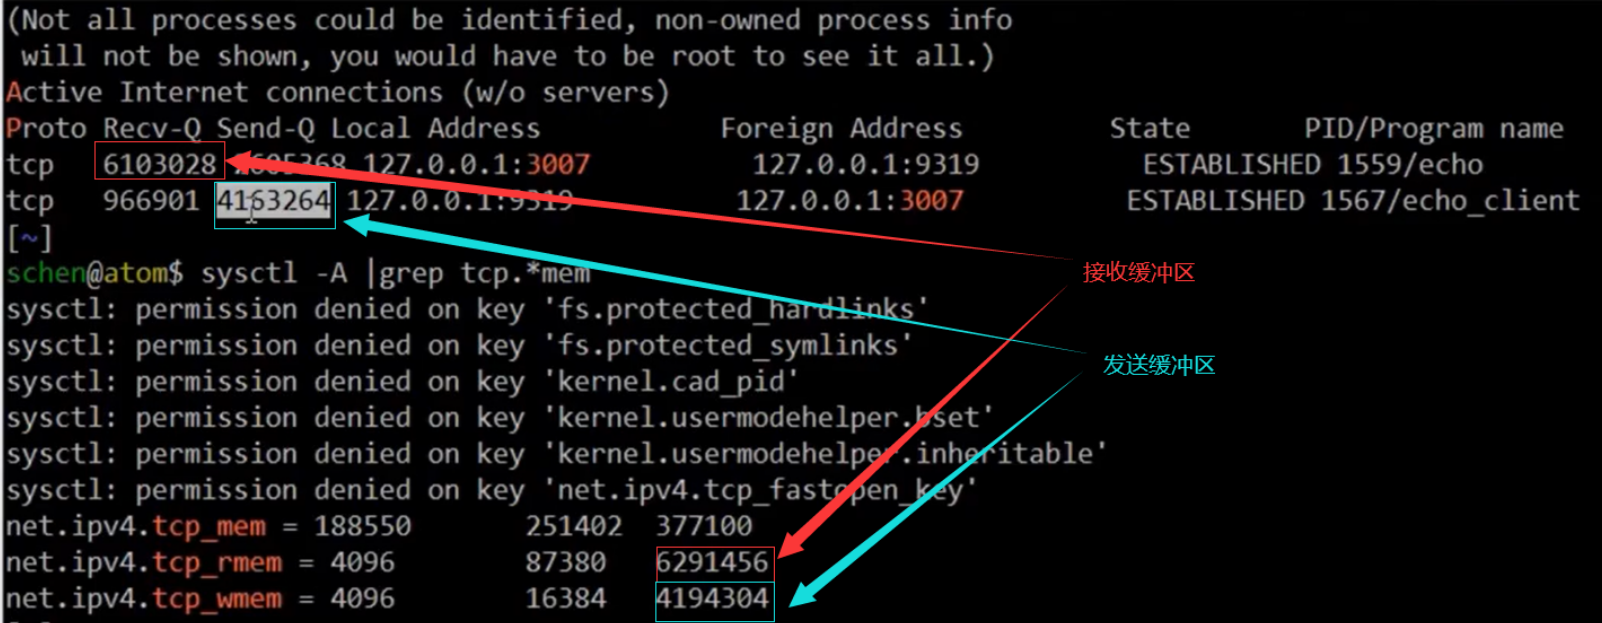 (Not all processes could be identified, non-owned process info
will not be shown, you would have to be root to see it all.)
Active Internet connections (w/o servers)
Proto Recv-Q Send-Q Local Address Foreign Address State PID/Program name
tcp 6103028 2605368 127.0.0.1:3007 127.0.0.1:9319 ESTABLISHED 1559/echo
tcp 966901 4163264 127.0.0.1:9319 127.0.0.1:3007 ESTABLISHED 1567/echo_client
[~]
schen@atom$ sysctl -A |grep tcp.*mem
接收缓冲区
sysctl: permission denied on key 'fs.protected_hardlinks'
sysctl: permission denied on key 'fs.protected_symlinks'
发送缓冲区
sysctl: permission denied on key 'kernel.cad_pid'
sysctl: permission denied on key 'kernel.usermodehelper.bset'
sysctl: permission denied on key 'kernel.usermodehelper.inheritable'
sysctl: permission denied on key 'net.ipv4.tcp_fastopen_key'
net.ipv4.tcp_mem = 188550 251402 377100
net.ipv4.tcp_rmem = 4096 87380 6291456
net.ipv4.tcp_wmem = 4096 16384 4194304